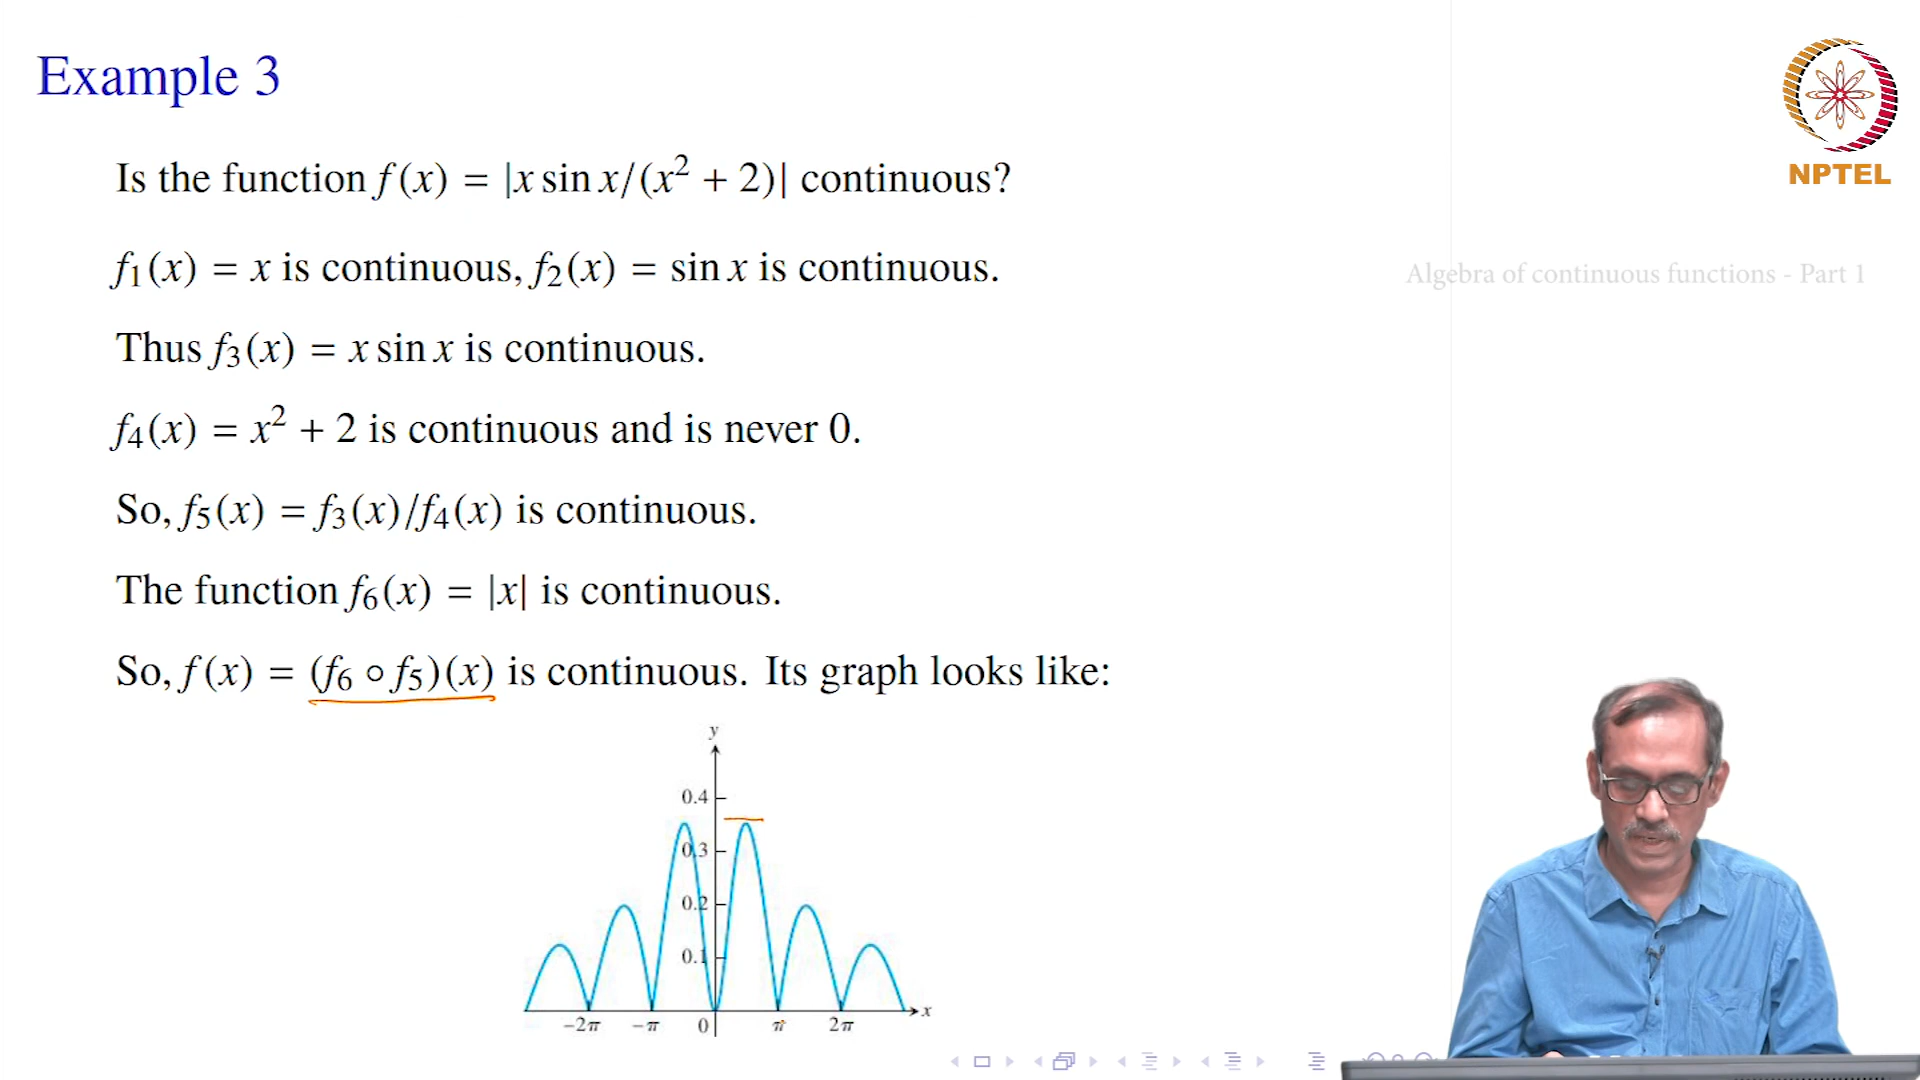 Example 3
NPTEL
Is the function f(x) = |x sin x/(x² + 2)| continuous?
f₁(x) = x is continuous, f₂(x) = sin x is continuous.
Algebra of continuous functions - Part 1
Thus f₃(x) = x sin x is continuous.
f₄(x) = x² + 2 is continuous and is never 0.
So, f₅(x) = f₃(x)/f₄(x) is continuous.
The function f₆(x) = |x| is continuous.
So, f(x) = (f₆ ∘ f₅)(x) is continuous. Its graph looks like:
y
0.4
0.3
0.2
0.1
−2π −π 0 π 2π x